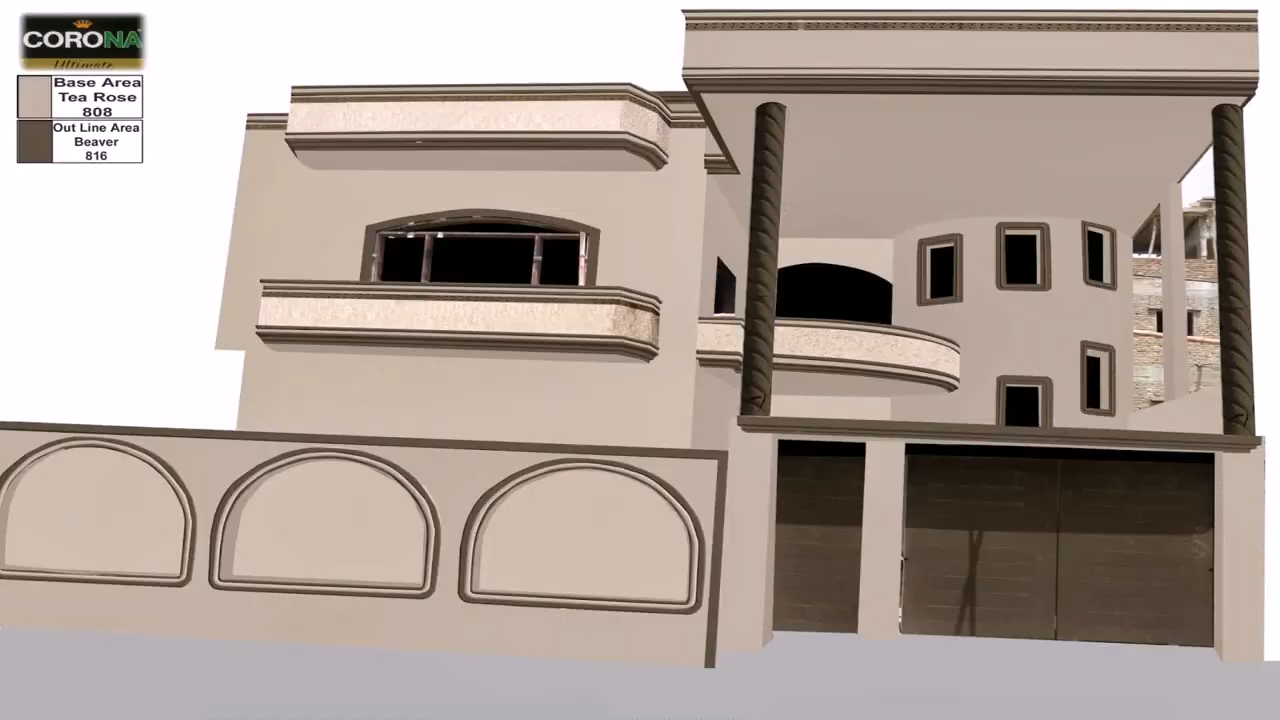 CORONA
Ultimate
Base Area
Tea Rose
808
Out Line Area
Beaver
816